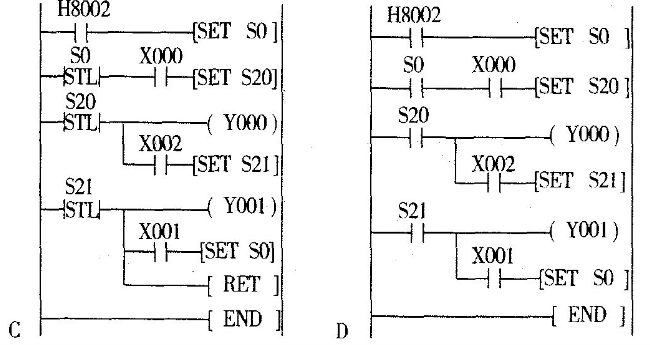 H8002
[SET S0]
S0 X000
STL [SET S20]
S20
STL ( Y000)
X002
[SET S21]
S21
STL ( Y001)
X001
[SET S0]
[ RET ]
[ END ]
C
H8002
[SET S0 ]
S0 X000
[SET S20]
S20
( Y000)
X002
[SET S21]
S21
( Y001)
X001
[SET S0 ]
[ END ]
D